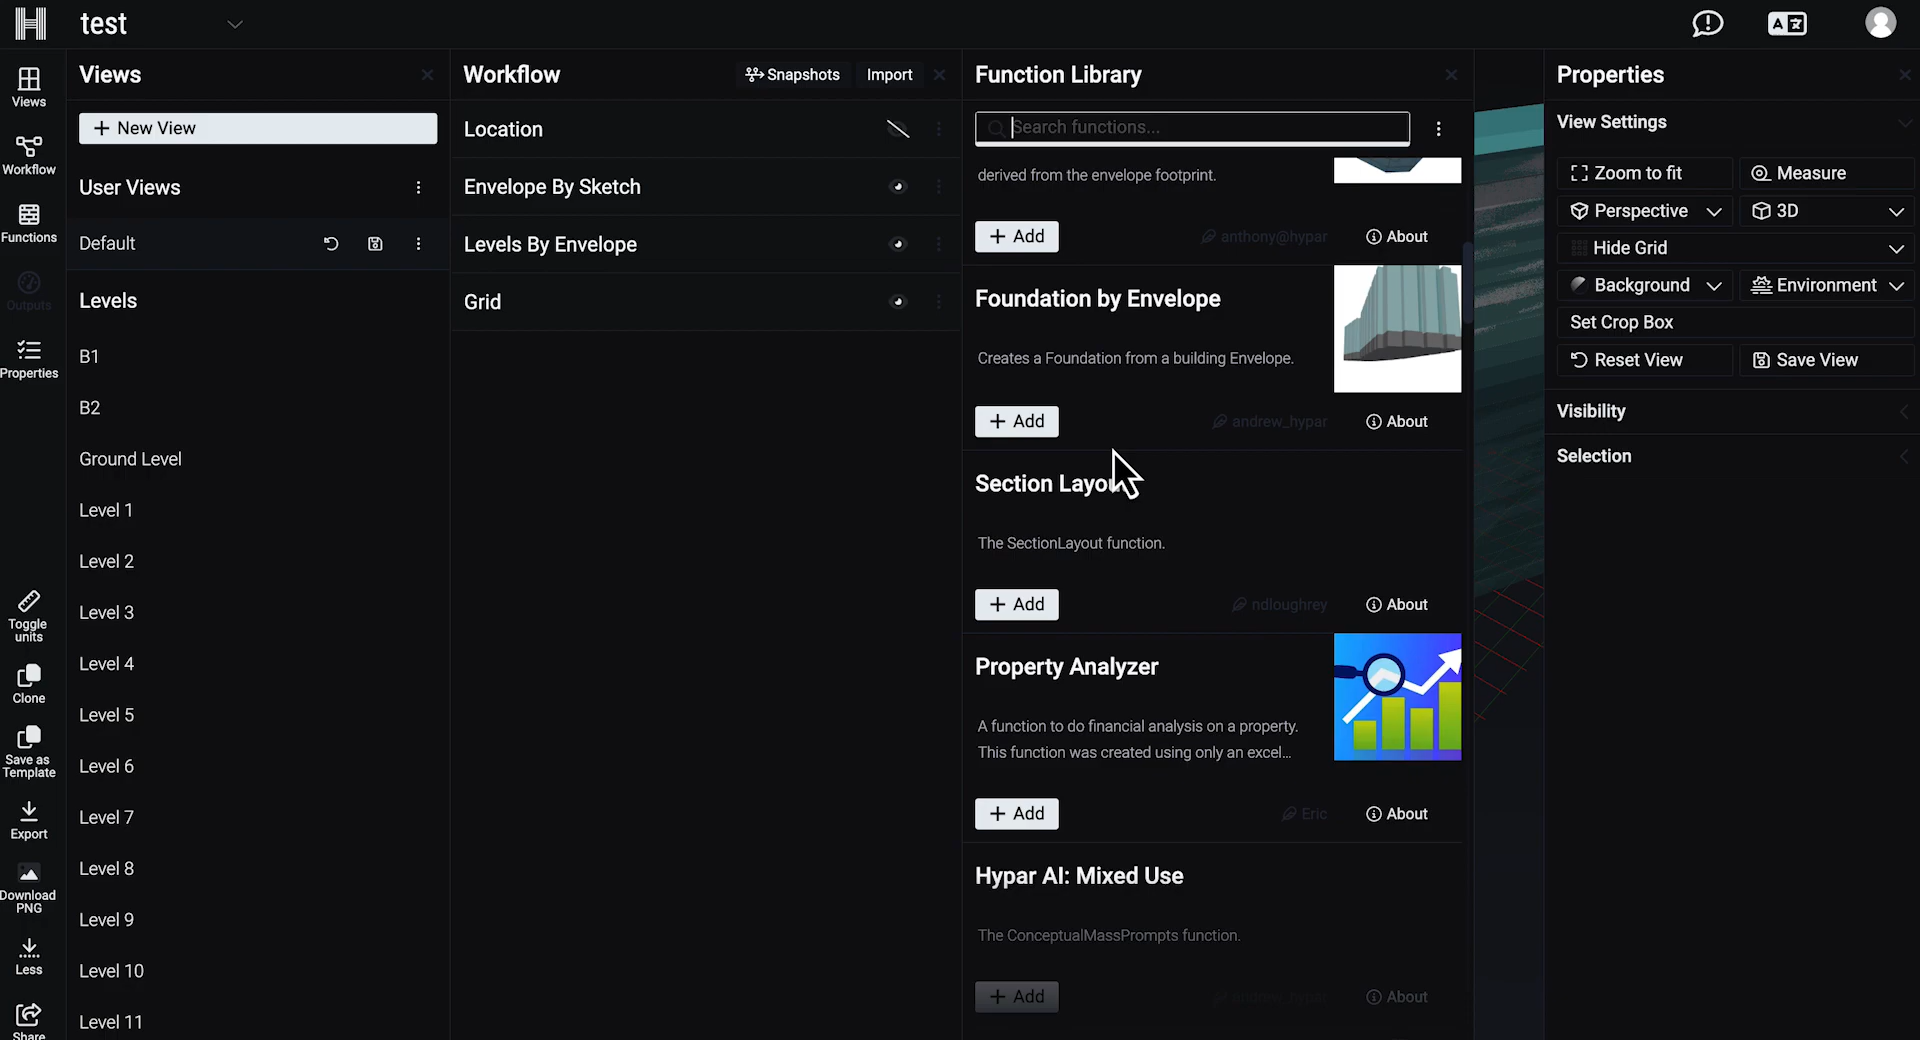 test
Views
Workflow
Functions
Outputs
Properties
Toggle
units
Clone
Save as
Template
Export
Download
PNG
Less
Share
Views
+ New View
User Views
Default
Levels
B1
B2
Ground Level
Level 1
Level 2
Level 3
Level 4
Level 5
Level 6
Level 7
Level 8
Level 9
Level 10
Level 11
Workflow
Snapshots
Import
Location
Envelope By Sketch
Levels By Envelope
Grid
Function Library
Search functions...
derived from the envelope footprint.
+ Add
anthony@hypar
About
Foundation by Envelope
Creates a Foundation from a building Envelope.
+ Add
andrew_hypar
About
Section Layout
The SectionLayout function.
+ Add
ndloughrey
About
Property Analyzer
A function to do financial analysis on a property.
This function was created using only an excel...
+ Add
Eric
About
Hypar AI: Mixed Use
The ConceptualMassPrompts function.
+ Add
andrew_hypar
About
Properties
View Settings
Zoom to fit
Measure
Perspective
3D
Hide Grid
Background
Environment
Set Crop Box
Reset View
Save View
Visibility
Selection